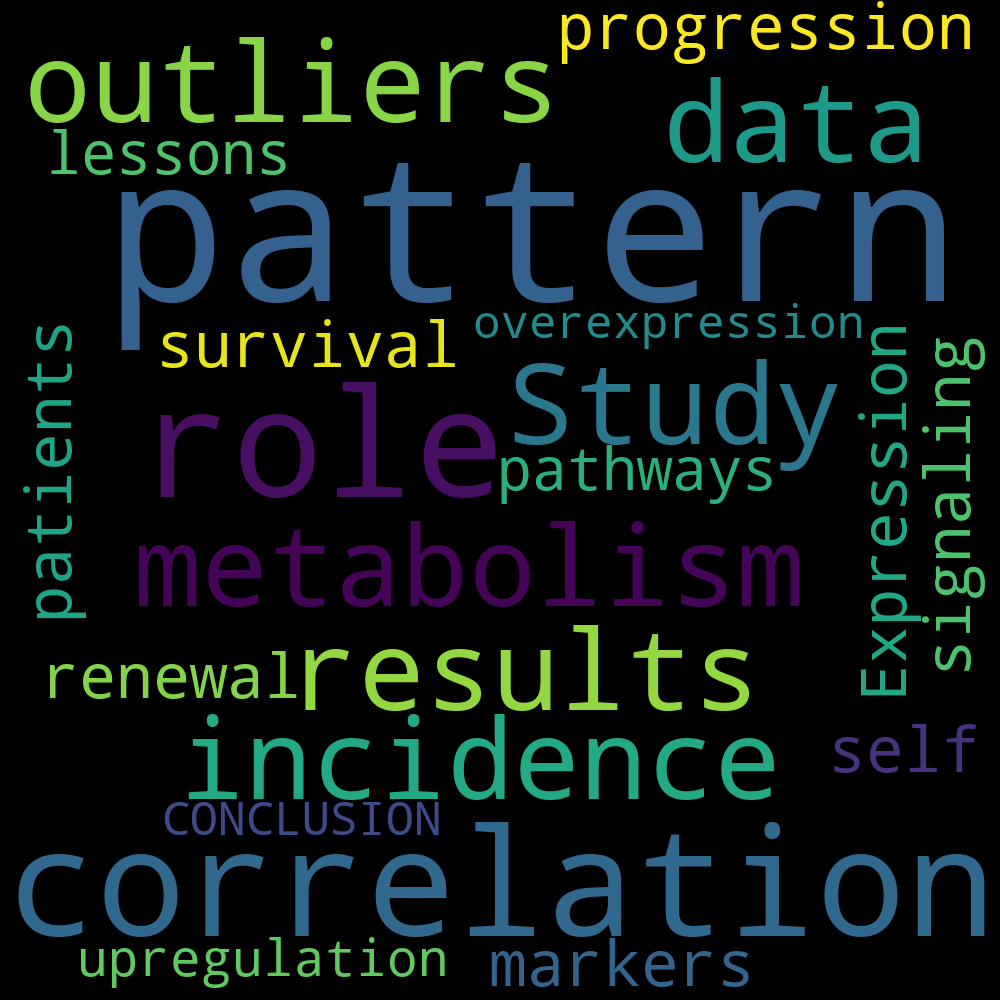 progression
outliers
data
lessons
pattern
overexpression
survival
patients
Study
role
Expression
signaling
pathways
metabolism
results
renewal
incidence
self
CONCLUSION
correlation
upregulation
markers